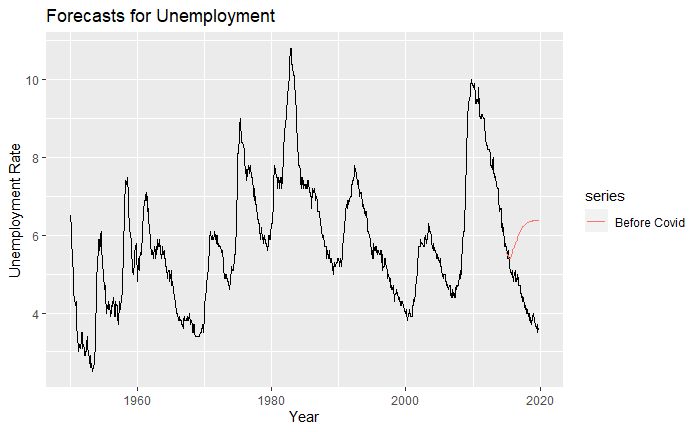 Forecasts for Unemployment
Unemployment Rate
10
8
6
4
1960
1980
2000
2020
Year
series
Before Covid